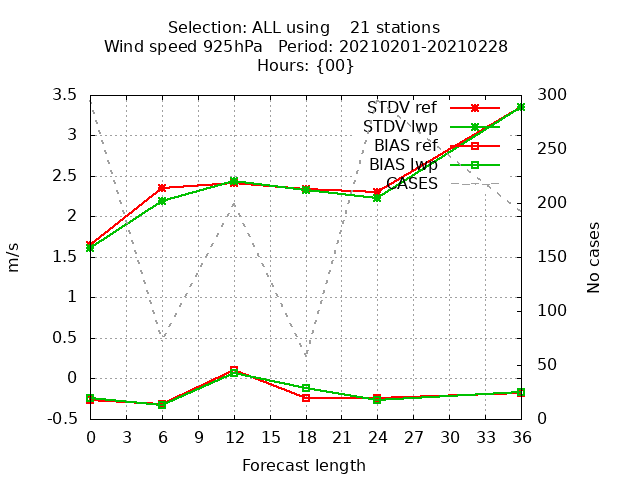 Selection: ALL using    21 stations
Wind speed 925hPa   Period: 20210201-20210228
Hours: {00}
3.5
3
2.5
2
1.5
1
0.5
0
-0.5
m/s
STDV ref
STDV lwp
BIAS ref
BIAS lwp
CASES
300
250
200
150
100
50
0
No cases
0 3 6 9 12 15 18 21 24 27 30 33 36
Forecast length